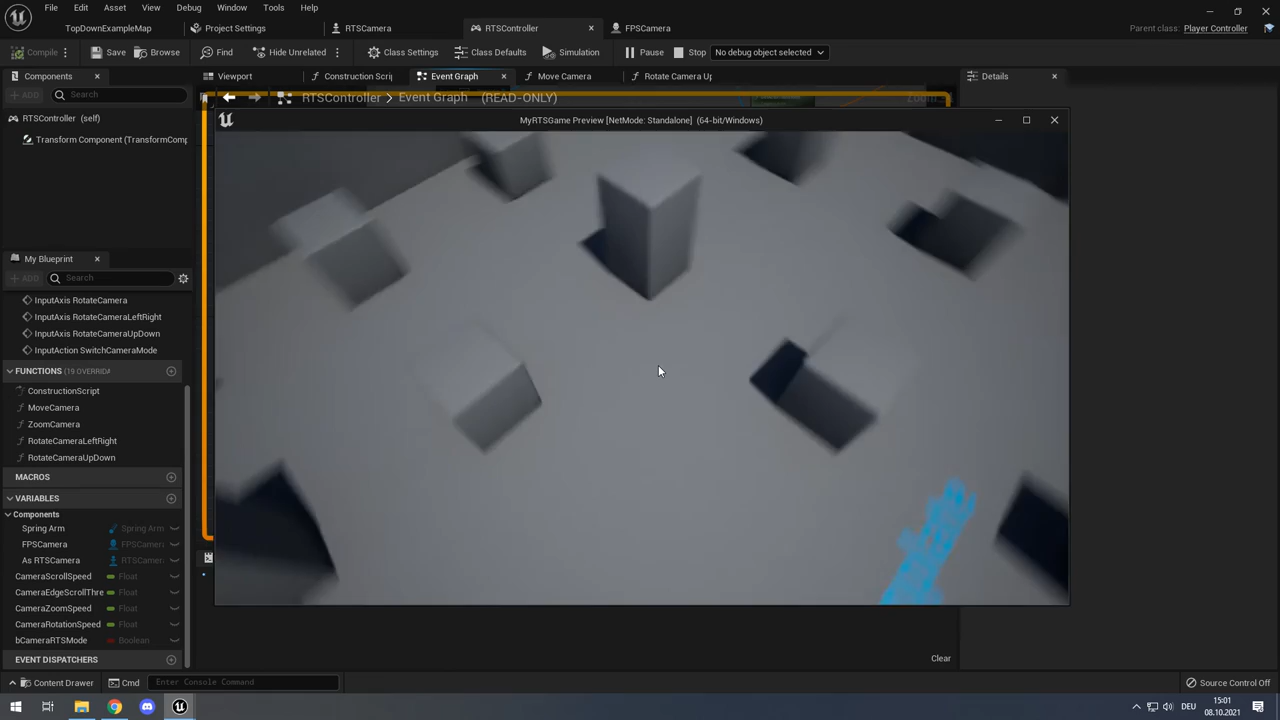 File Edit Asset View Debug Window Tools Help
TopDownExampleMap Project Settings RTSCamera RTSController FPSCamera Parent class: Player Controller
Compile Save Browse Find Hide Unrelated Class Settings Class Defaults Simulation Pause Stop No debug object selected
Components Viewport Construction Scrip Event Graph Move Camera Rotate Camera Up Details
ADD Search RTSController Event Graph (READ-ONLY) Zoom
RTSController (self) MyRTSGame Preview [NetMode: Standalone] (64-bit/Windows)
Transform Component (TransformComp
My Blueprint
ADD Search
InputAxis RotateCamera
InputAxis RotateCameraLeftRight
InputAxis RotateCameraUpDown
InputAction SwitchCameraMode
FUNCTIONS (19 OVERRIDA
ConstructionScript
MoveCamera
ZoomCamera
RotateCameraLeftRight
RotateCameraUpDown
MACROS
VARIABLES
Components
Spring Arm Spring Arm
FPSCamera FPSCamera
As RTSCamera RTSCamer
CameraScrollSpeed Float
CameraEdgeScrollThre Float
CameraZoomSpeed Float
CameraRotationSpeed Float
bCameraRTSMode Boolean
EVENT DISPATCHERS Clear
Content Drawer Cmd Enter Console Command Source Control Off
DEU 15:01
08.10.2021